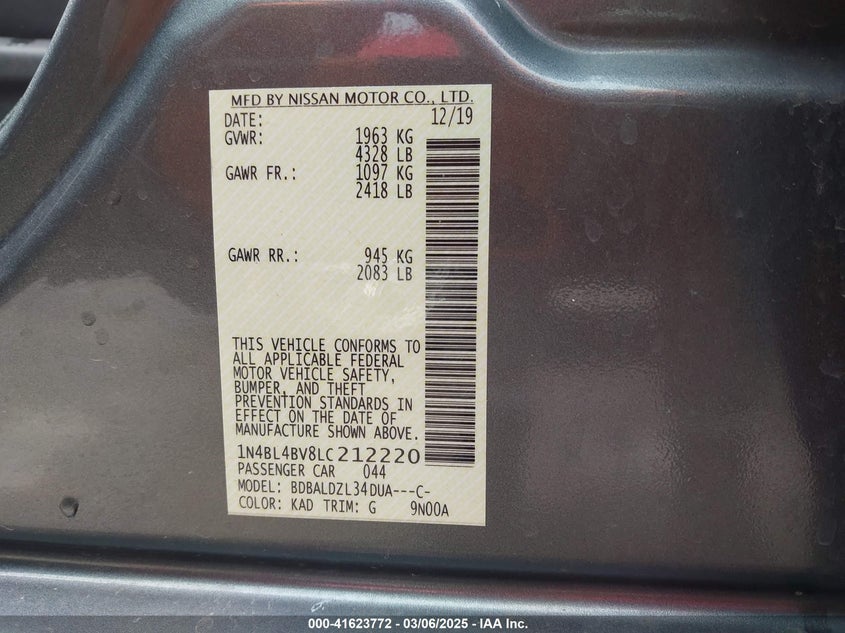 MFD BY NISSAN MOTOR CO., LTD.
DATE: 12/19
GVWR: 1963 KG
4328 LB
GAWR FR.: 1097 KG
2418 LB
GAWR RR.: 945 KG
2083 LB
THIS VEHICLE CONFORMS TO
ALL APPLICABLE FEDERAL
MOTOR VEHICLE SAFETY,
BUMPER, AND THEFT
PREVENTION STANDARDS IN
EFFECT ON THE DATE OF
MANUFACTURE SHOWN ABOVE.
1N4BL4BV8LC212220
PASSENGER CAR 044
MODEL: BDBALDZL34DUA---C-
COLOR: KAD TRIM: G 9N00A
000-41623772 - 03/06/2025 - IAA Inc.